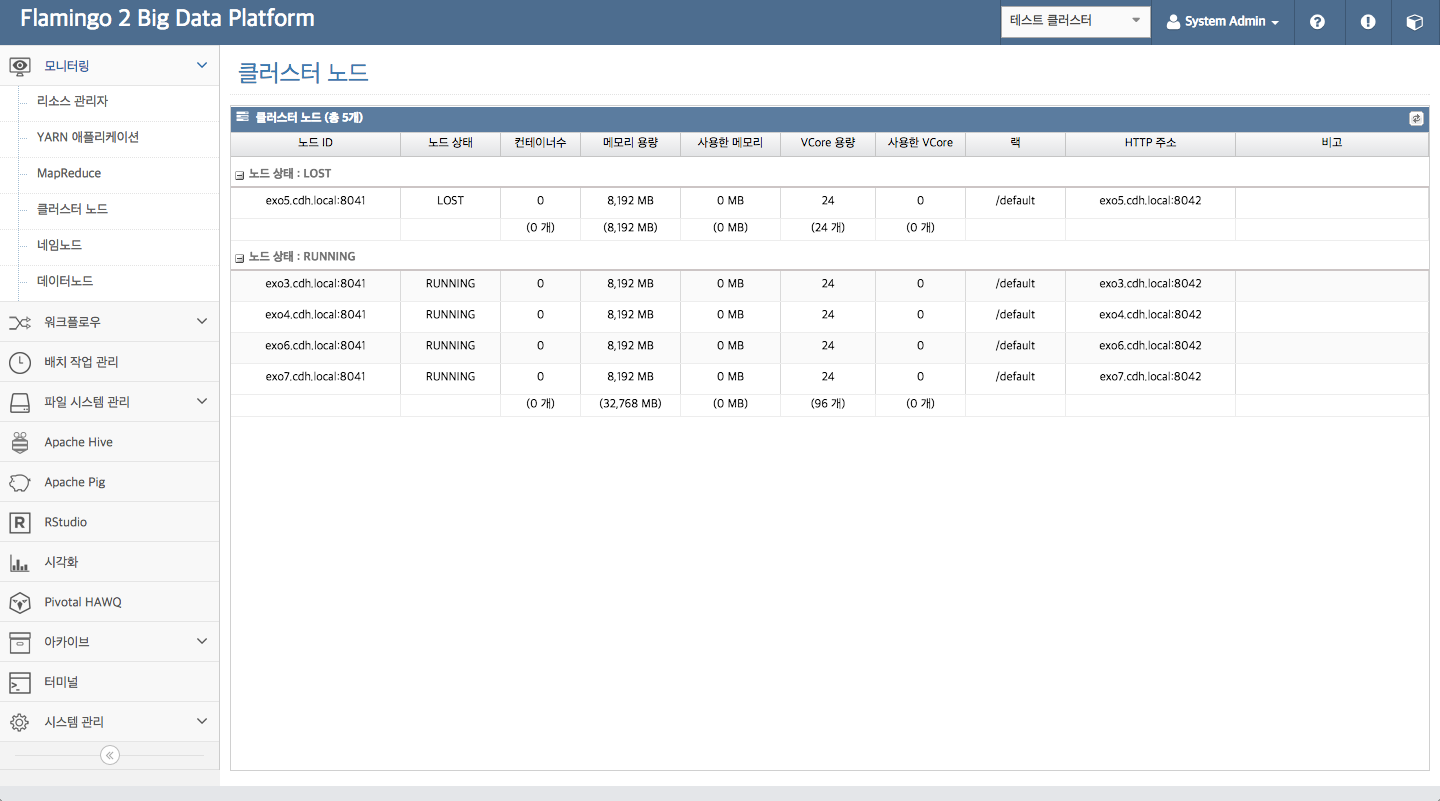 Flamingo 2 Big Data Platform
테스트 클러스터
System Admin
모니터링
리소스 관리자
YARN 애플리케이션
MapReduce
클러스터 노드
네임노드
데이터노드
워크플로우
배치 작업 관리
파일 시스템 관리
Apache Hive
Apache Pig
RStudio
시각화
Pivotal HAWQ
아카이브
터미널
시스템 관리
클러스터 노드
클러스터 노드 (총 5개)
노드 ID 노드 상태 컨테이너수 메모리 용량 사용한 메모리 VCore 용량 사용한 VCore 랙 HTTP 주소 비고
노드 상태 : LOST
exo5.cdh.local:8041 LOST 0 8,192 MB 0 MB 24 0 /default exo5.cdh.local:8042
(0 개) (8,192 MB) (0 MB) (24 개) (0 개)
노드 상태 : RUNNING
exo3.cdh.local:8041 RUNNING 0 8,192 MB 0 MB 24 0 /default exo3.cdh.local:8042
exo4.cdh.local:8041 RUNNING 0 8,192 MB 0 MB 24 0 /default exo4.cdh.local:8042
exo6.cdh.local:8041 RUNNING 0 8,192 MB 0 MB 24 0 /default exo6.cdh.local:8042
exo7.cdh.local:8041 RUNNING 0 8,192 MB 0 MB 24 0 /default exo7.cdh.local:8042
(0 개) (32,768 MB) (0 MB) (96 개) (0 개)